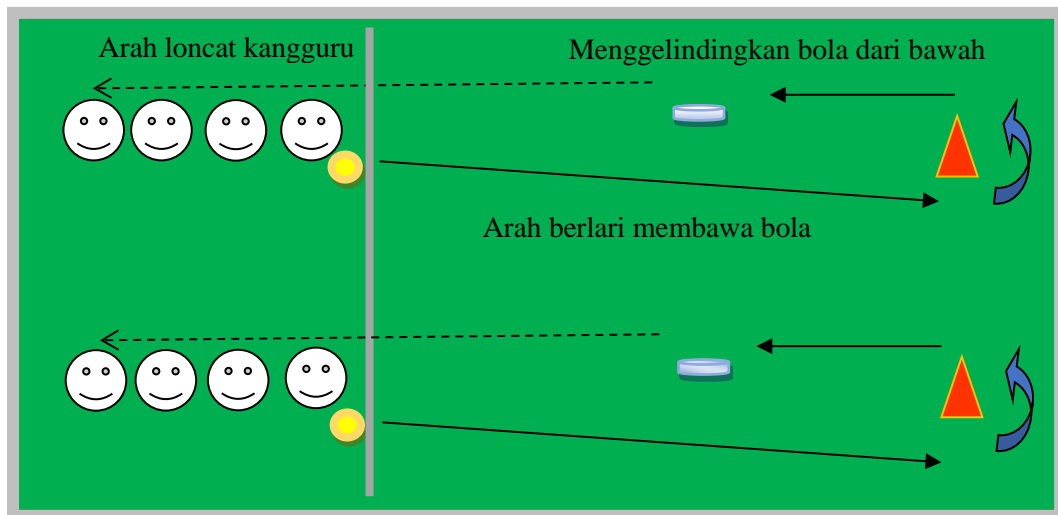 Arah loncat kangguru
Menggelindingkan bola dari bawah
Arah berlari membawa bola